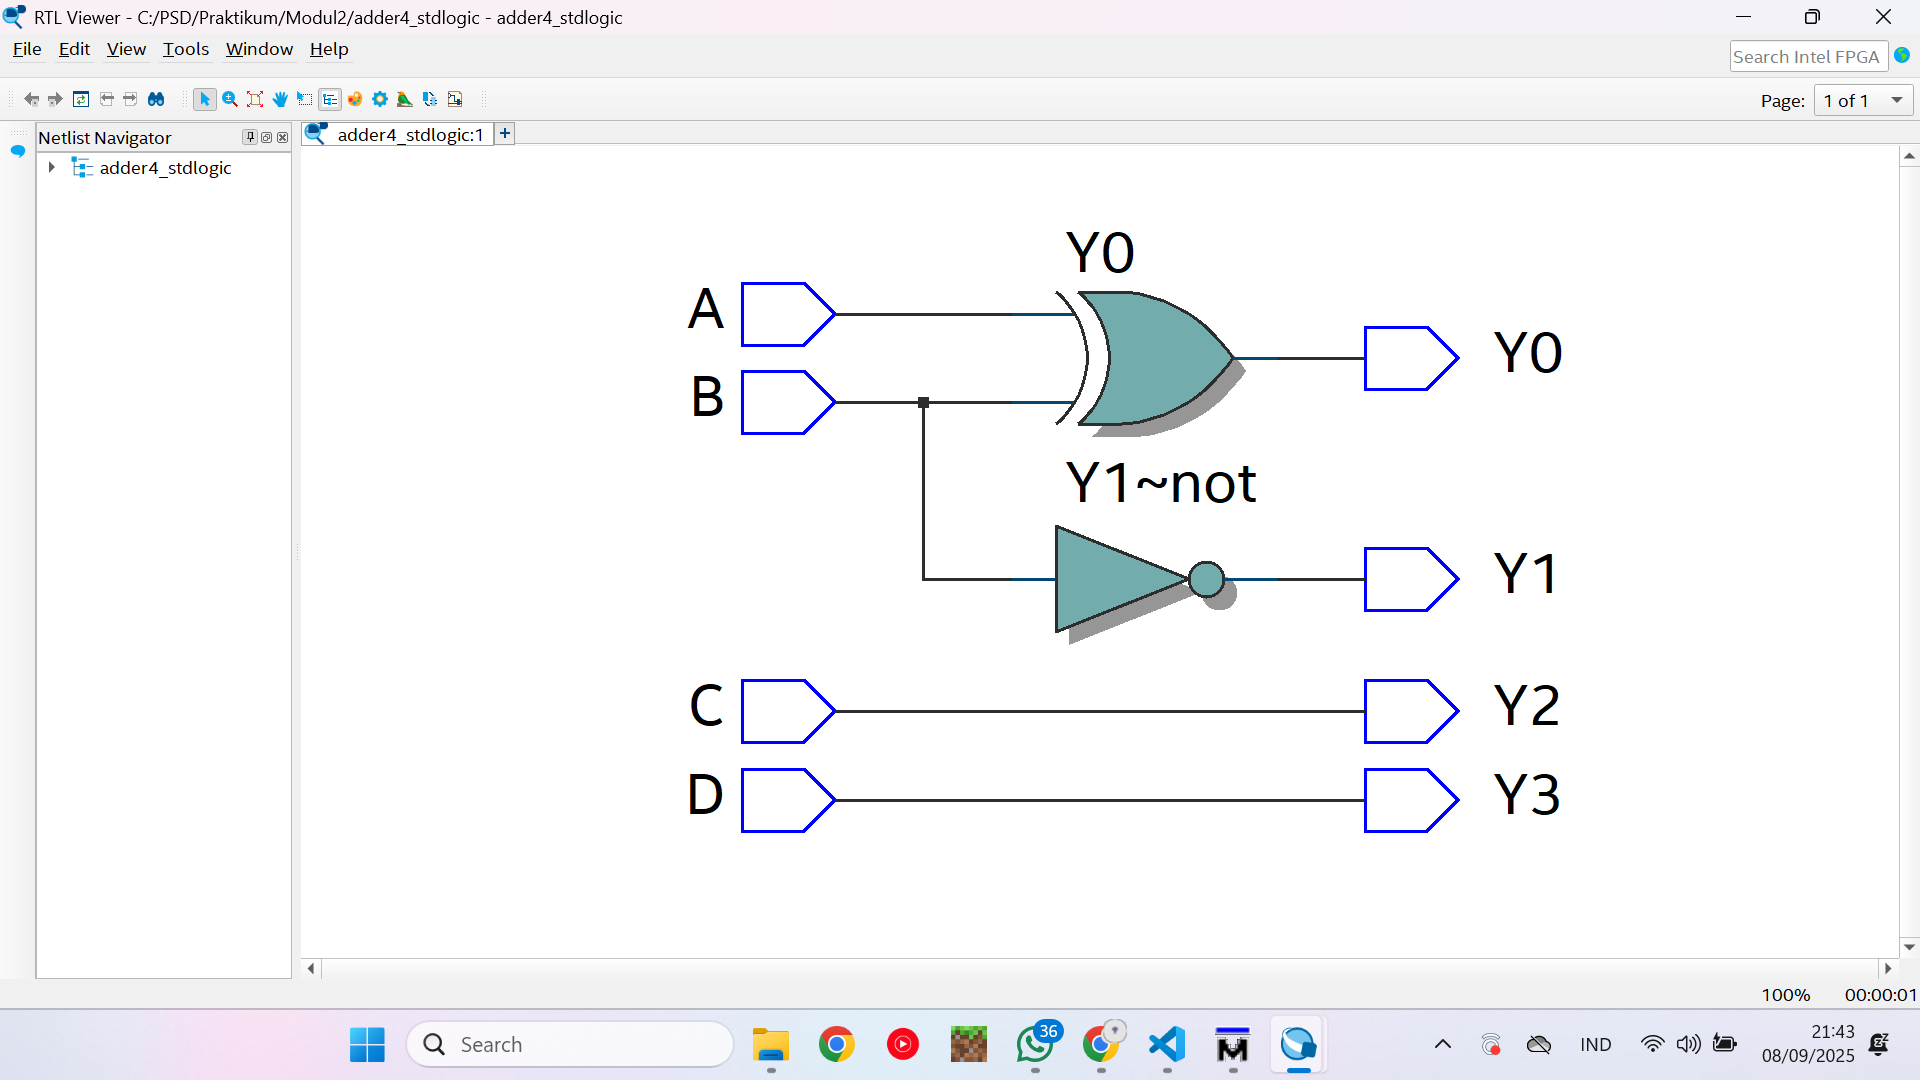 RTL Viewer - C:/PSD/Praktikum/Modul2/adder4_stdlogic - adder4_stdlogic
File Edit View Tools Window Help
Search Intel FPGA
Page: 1 of 1
Netlist Navigator
adder4_stdlogic:1
adder4_stdlogic
Y0
A
Y0
B
Y1~not
Y1
C
Y2
D
Y3
100% 00:00:01
Search
36
IND
21:43
08/09/2025